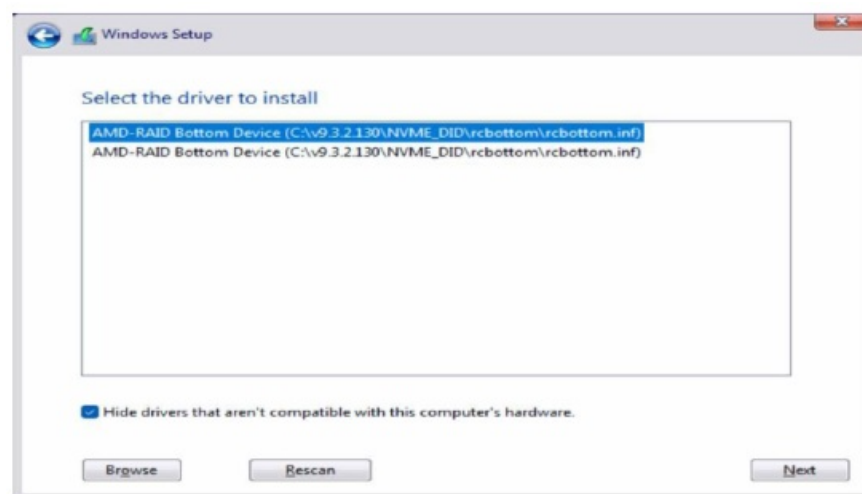 Windows Setup
Select the driver to install
AMD-RAID Bottom Device (C:\v9.3.2.130\NVME_DID\rcbottom\rcbottom.inf)
AMD-RAID Bottom Device (C:\v9.3.2.130\NVME_DID\rcbottom\rcbottom.inf)
Hide drivers that aren't compatible with this computer's hardware.
Browse Rescan Next